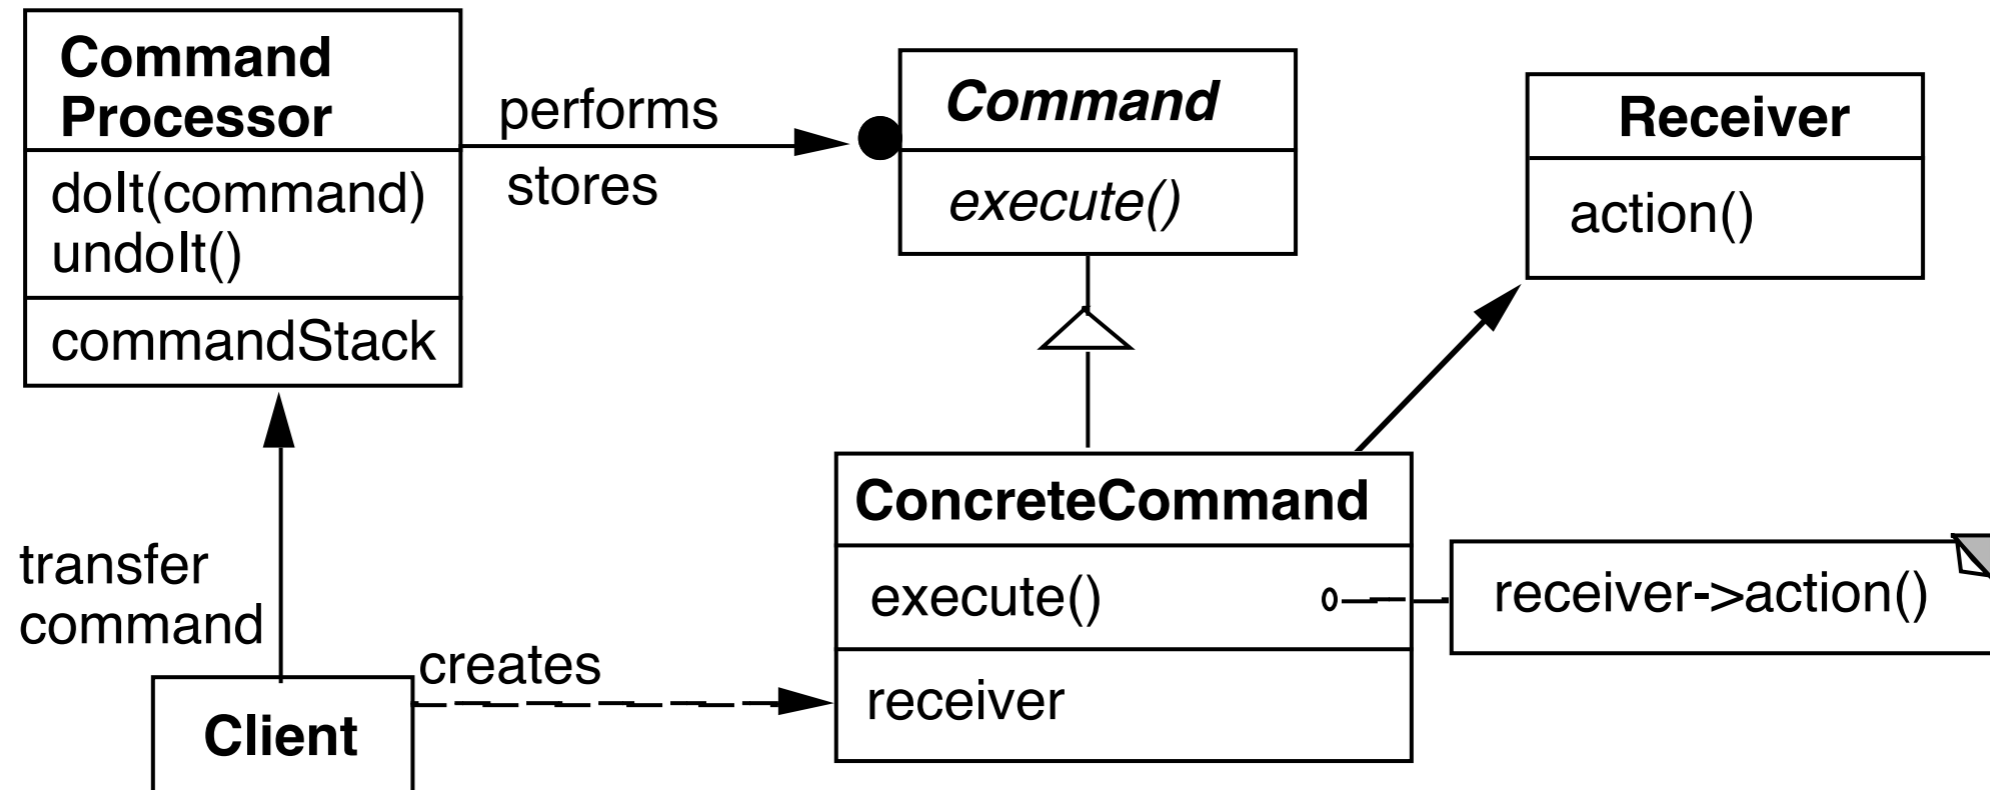 Command
Processor
doIt(command)
undoIt()
commandStack
performs
stores
Command
execute()
Receiver
action()
transfer
command
Client
creates
ConcreteCommand
execute()
receiver
receiver->action()